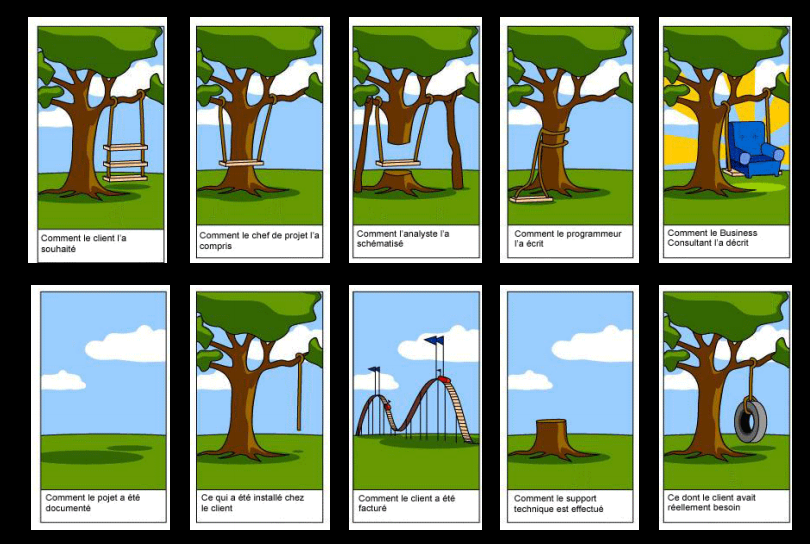 Comment le client l'a
souhaité
Comment le chef de projet l'a
compris
Comment l'analyste l'a
schématisé
Comment le programmeur
l'a écrit
Comment le Business
Consultant l'a décrit
Comment le pojet a été
documenté
Ce qui a été installé chez
le client
Comment le client a été
facturé
Comment le support
technique est effectué
Ce dont le client avait
réellement besoin